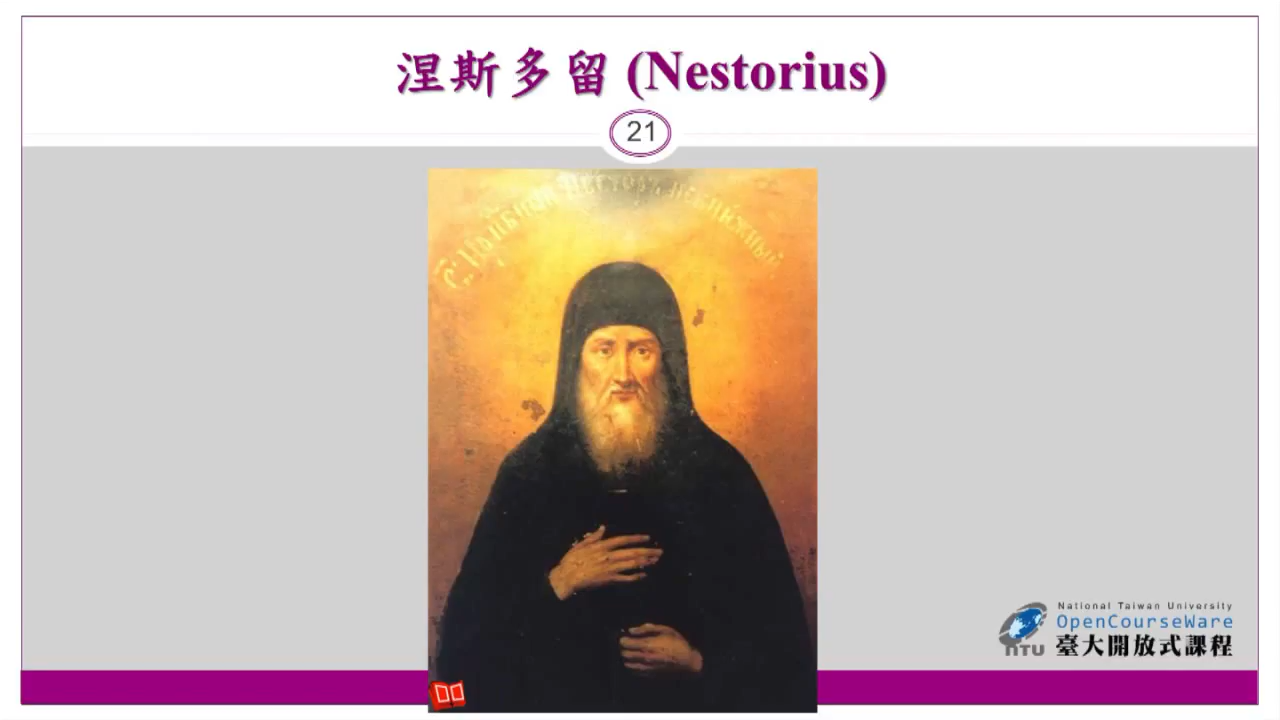 涅斯多留 (Nestorius)
21
National Taiwan University
OpenCourseWare
NTU
臺大開放式課程